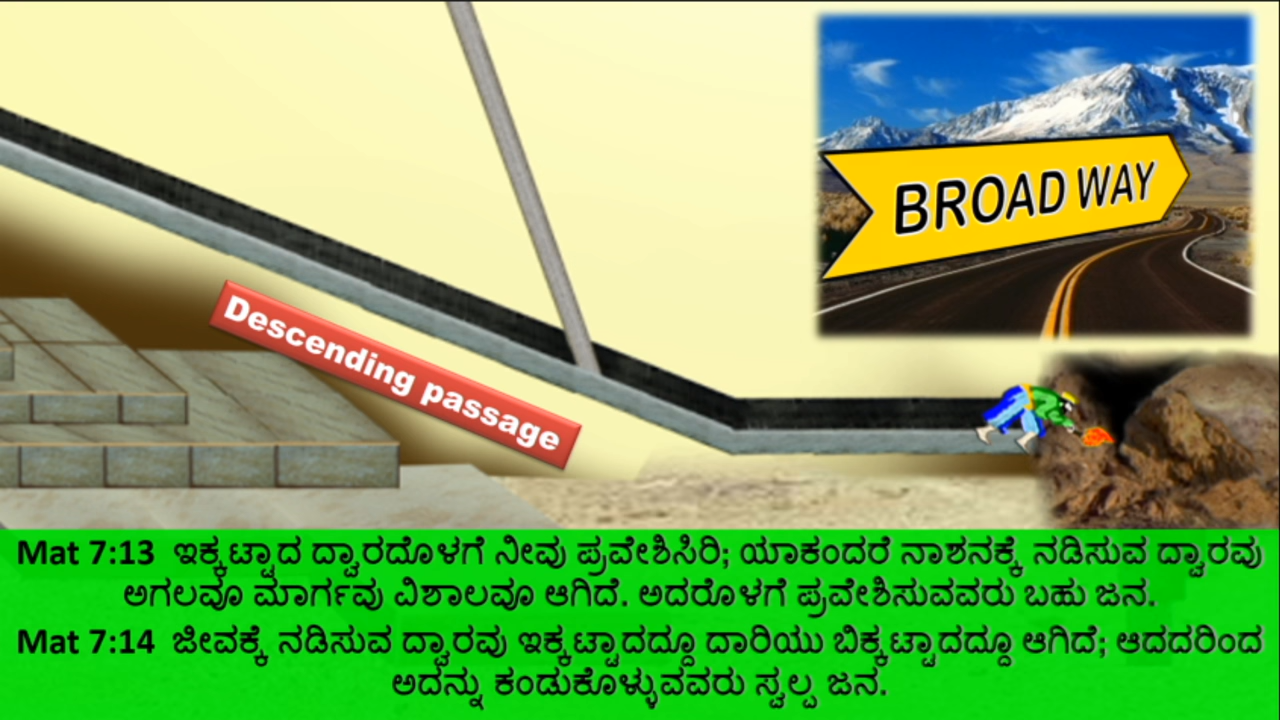 BROAD WAY
Descending passage
Mat 7:13 ಇಕ್ಕಟ್ಟಾದ ದ್ವಾರದೊಳಗೆ ನೀವು ಪ್ರವೇಶಿಸಿರಿ; ಯಾಕಂದರೆ ನಾಶನಕ್ಕೆ ನಡಿಸುವ ದ್ವಾರವು
ಅಗಲವೂ ಮಾರ್ಗವು ವಿಶಾಲವೂ ಆಗಿದೆ. ಅದರೊಳಗೆ ಪ್ರವೇಶಿಸುವವರು ಬಹು ಜನ.
Mat 7:14 ಜೀವಕ್ಕೆ ನಡಿಸುವ ದ್ವಾರವು ಇಕ್ಕಟ್ಟಾದದ್ದೂ ದಾರಿಯು ಬಿಕ್ಕಟ್ಟಾದದ್ದೂ ಆಗಿದೆ; ಆದದರಿಂದ
ಅದನ್ನು ಕಂಡುಕೊಳ್ಳುವವರು ಸ್ವಲ್ಪ ಜನ.